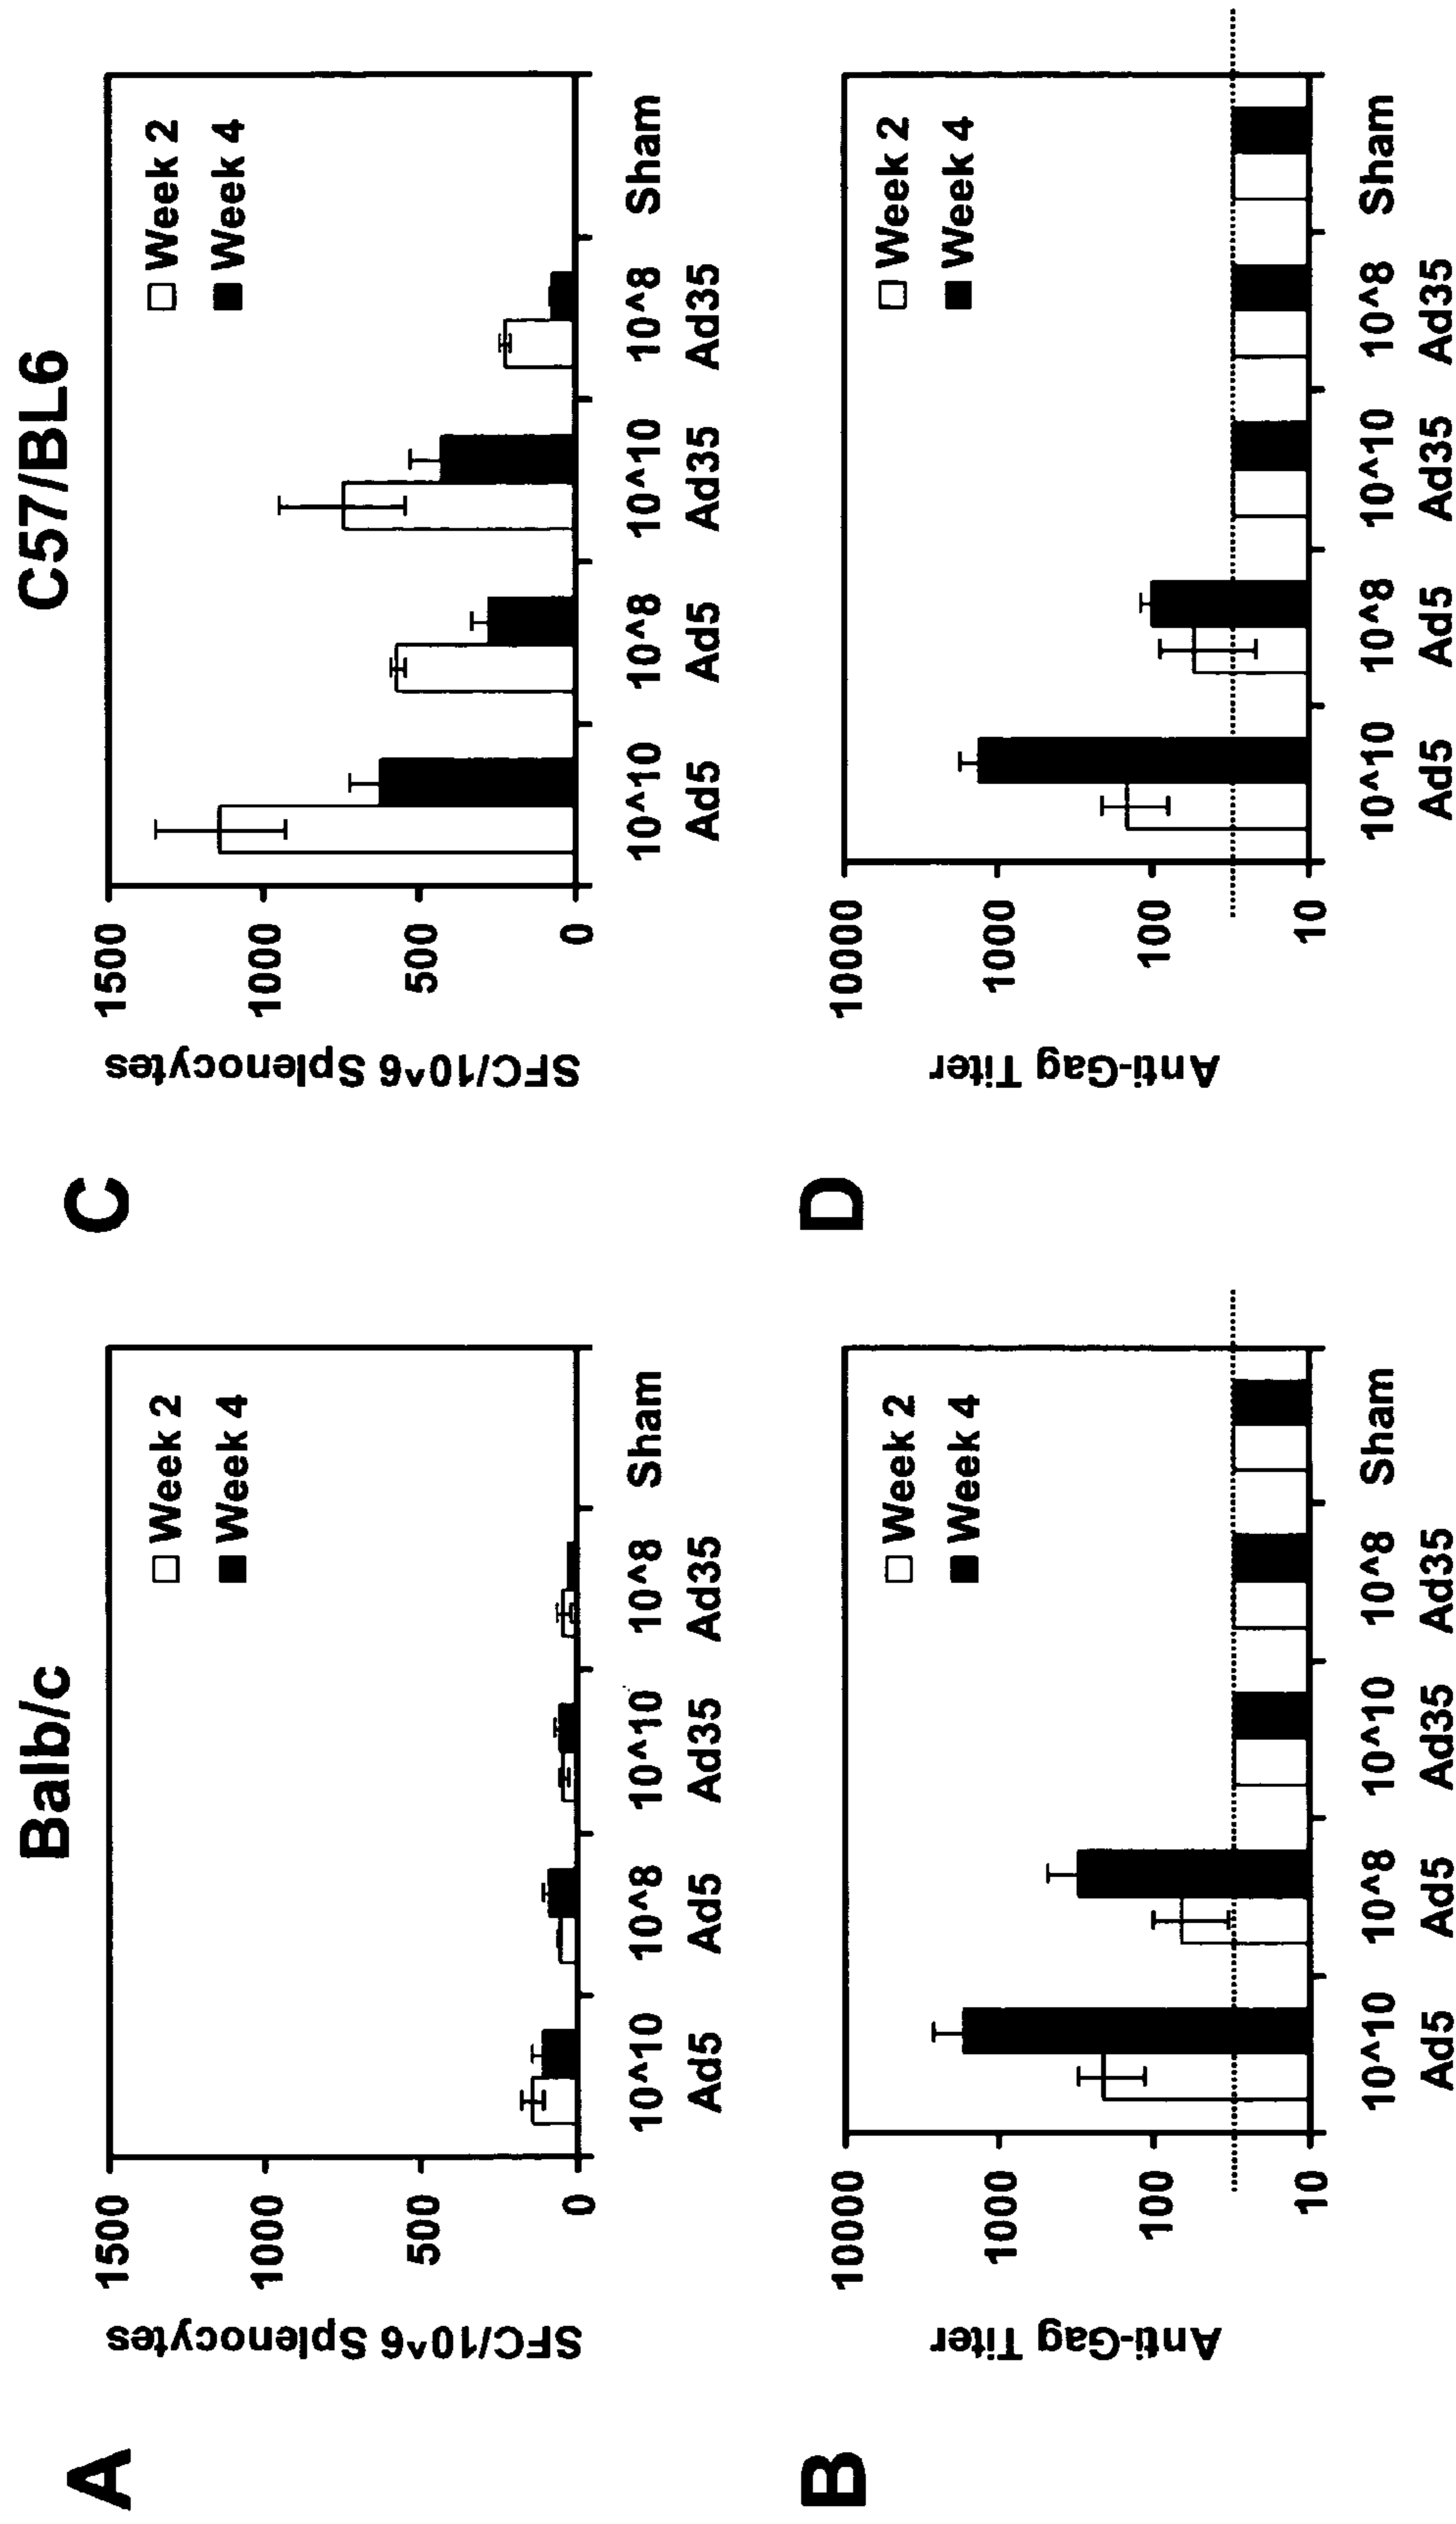 Balb/c
A
SFC/10^6 Splenocytes
1500
1000
500
0
Week 2
Week 4
10^10 10^8 10^10 10^8 Sham
Ad5 Ad5 Ad35 Ad35
B
Anti-Gag Titer
10000
1000
100
10
Week 2
Week 4
10^10 10^8 10^10 10^8 Sham
Ad5 Ad5 Ad35 Ad35
C57/BL6
C
SFC/10^6 Splenocytes
1500
1000
500
0
Week 2
Week 4
10^10 10^8 10^10 10^8 Sham
Ad5 Ad5 Ad35 Ad35
D
Anti-Gag Titer
10000
1000
100
10
Week 2
Week 4
10^10 10^8 10^10 10^8 Sham
Ad5 Ad5 Ad35 Ad35